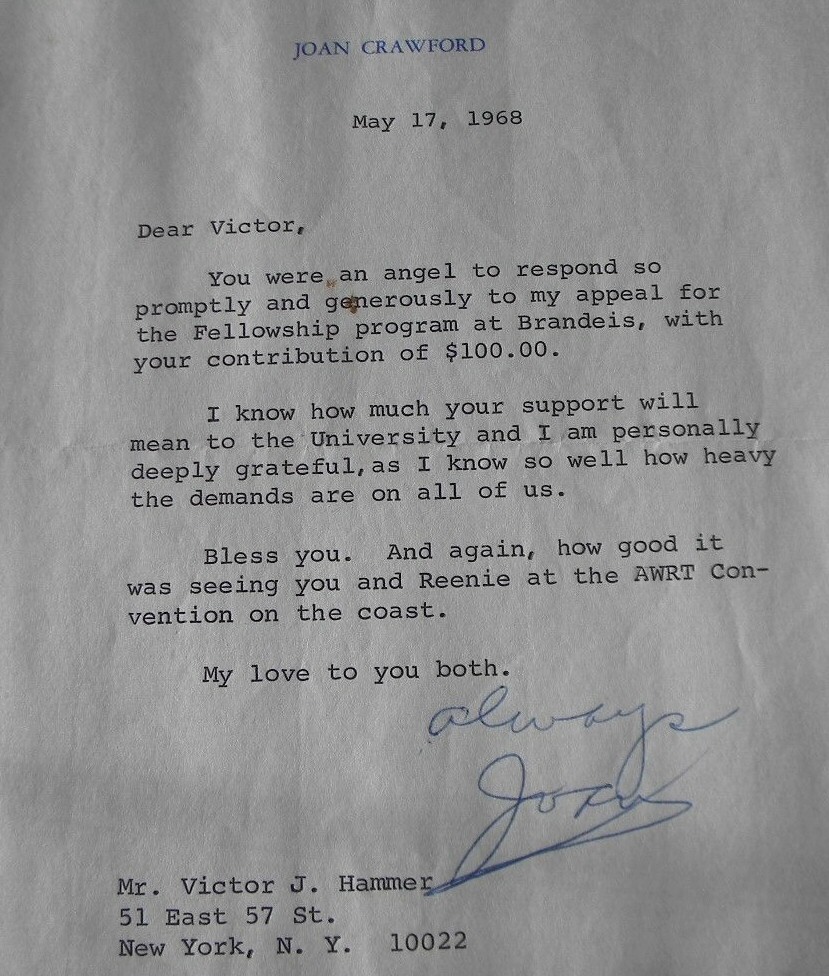 JOAN CRAWFORD
May 17, 1968
Dear Victor,
You were an angel to respond so
promptly and generously to my appeal for
the Fellowship program at Brandeis, with
your contribution of $100.00.
I know how much your support will
mean to the University and I am personally
deeply grateful, as I know so well how heavy
the demands are on all of us.
Bless you. And again, how good it
was seeing you and Reenie at the AWRT Con-
vention on the coast.
My love to you both.
always
Joan
Mr. Victor J. Hammer
51 East 57 St.
New York, N. Y. 10022